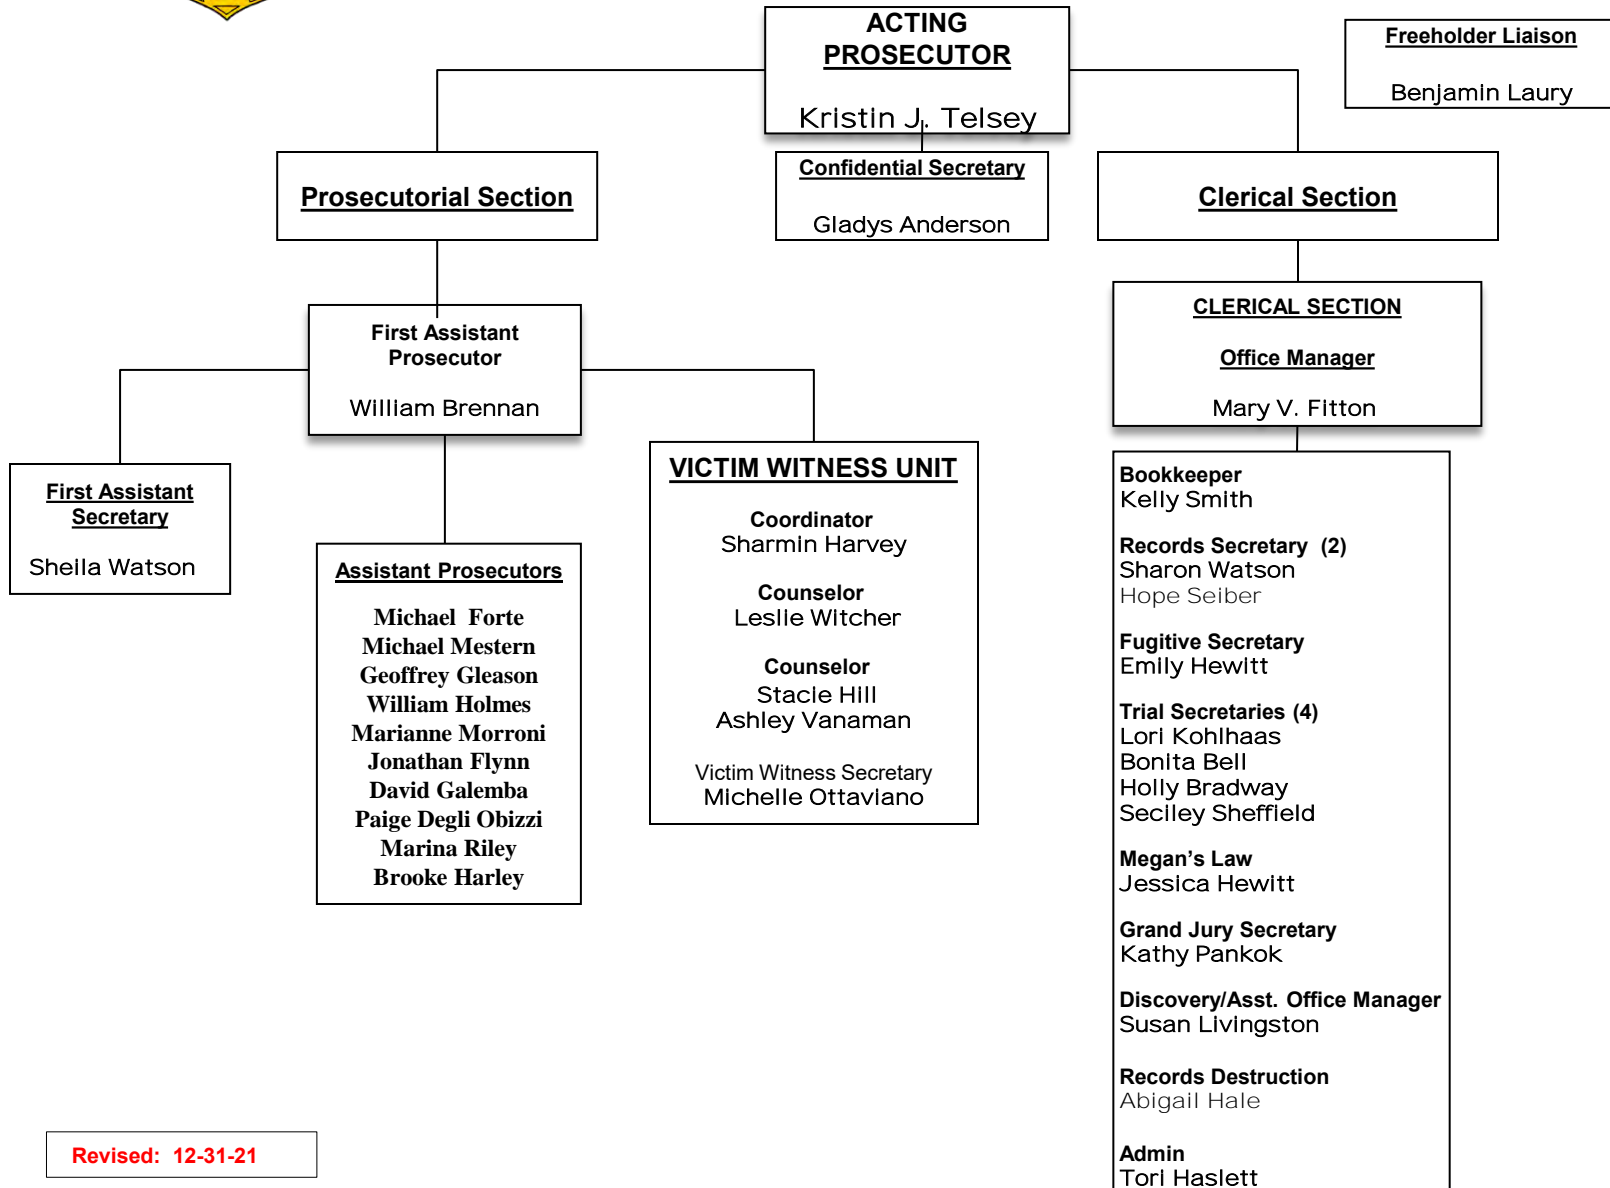 ACTING
PROSECUTOR
Kristin J. Telsey
Freeholder Liaison
Benjamin Laury
Confidential Secretary
Gladys Anderson
Prosecutorial Section
Clerical Section
First Assistant
Prosecutor
William Brennan
CLERICAL SECTION
Office Manager
Mary V. Fitton
First Assistant
Secretary
Sheila Watson
Assistant Prosecutors
Michael  Forte
Michael Mestern
Geoffrey Gleason
William Holmes
Marianne Morroni
Jonathan Flynn
David Galemba
Paige Degli Obizzi
Marina Riley
Brooke Harley
VICTIM WITNESS UNIT
Coordinator
Sharmin Harvey
Counselor
Leslie Witcher
Counselor
Stacie Hill
Ashley Vanaman
Victim Witness Secretary
Michelle Ottaviano
Bookkeeper
Kelly Smith
Records Secretary  (2)
Sharon Watson
Hope Seiber
Fugitive Secretary
Emily Hewitt
Trial Secretaries (4)
Lori Kohlhaas
Bonita Bell
Holly Bradway
Seciley Sheffield
Megan’s Law
Jessica Hewitt
Grand Jury Secretary
Kathy Pankok
Discovery/Asst. Office Manager
Susan Livingston
Records Destruction
Abigail Hale
Admin
Tori Haslett
Revised:  12-31-21